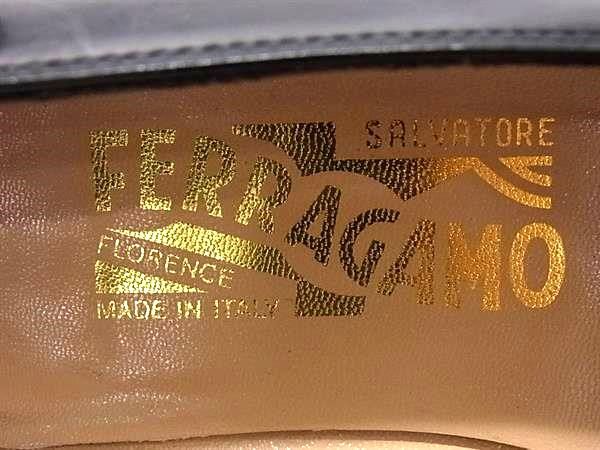 SALVATORE
FERRAGAMO
FLORENCE
MADE IN ITALY